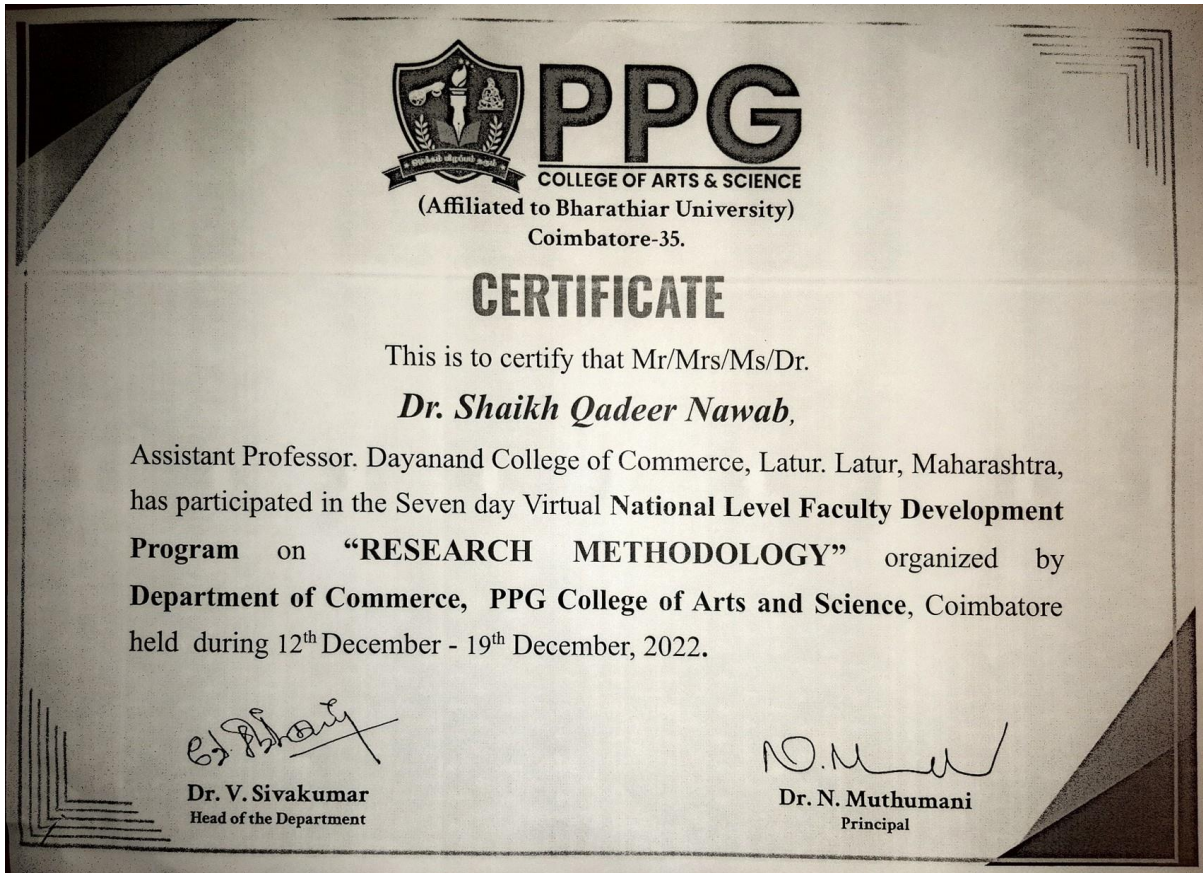 PPG
COLLEGE OF ARTS & SCIENCE
ஒழுக்கம் விழுப்பம் தரும்
(Affiliated to Bharathiar University)
Coimbatore-35.
CERTIFICATE
This is to certify that Mr/Mrs/Ms/Dr.
Dr. Shaikh Qadeer Nawab,
Assistant Professor. Dayanand College of Commerce, Latur. Latur, Maharashtra,
has participated in the Seven day Virtual National Level Faculty Development
Program on “RESEARCH METHODOLOGY” organized by
Department of Commerce, PPG College of Arts and Science, Coimbatore
held during 12th December - 19th December, 2022.
N.M
Dr. V. Sivakumar
Head of the Department
Dr. N. Muthumani
Principal